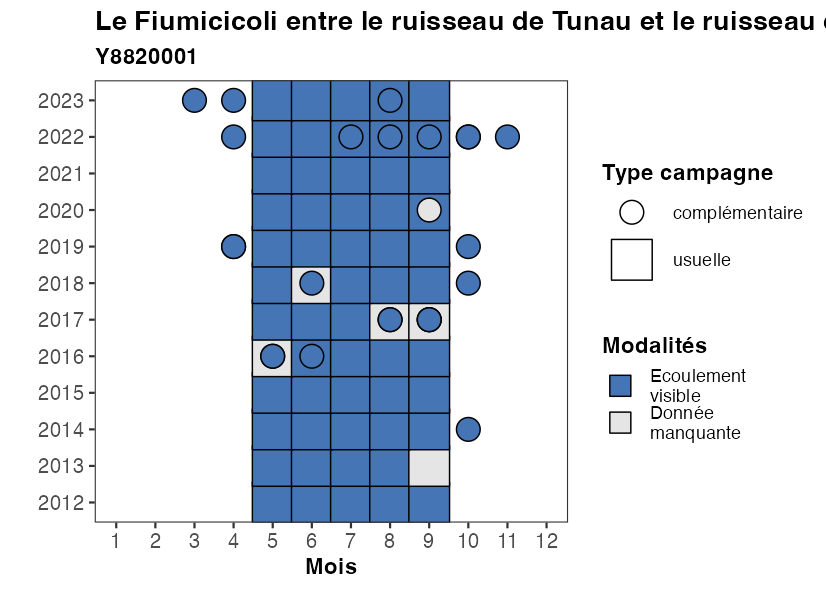 Le Fiumicicoli entre le ruisseau de Tunau et le ruisseau
Y8820001
2023
2022
2021
2020
2019
2018
2017
2016
2015
2014
2013
2012
1 2 3 4 5 6 7 8 9 10 11 12
Mois
Type campagne
complémentaire
usuelle
Modalités
Ecoulement
visible
Donnée
manquante